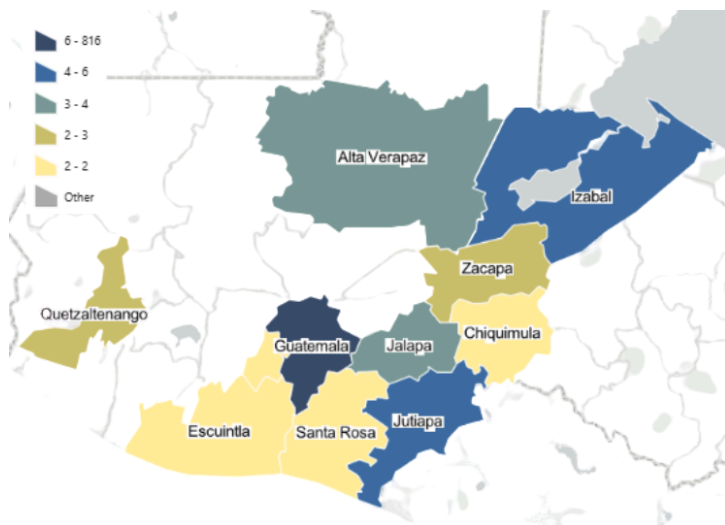 6 - 816
4 - 6
3 - 4
2 - 3
2 - 2
Other
Alta Verapaz
Izabal
Zacapa
Quetzaltenango
Chiquimula
Guatemala
Jalapa
Jutiapa
Escuintla
Santa Rosa